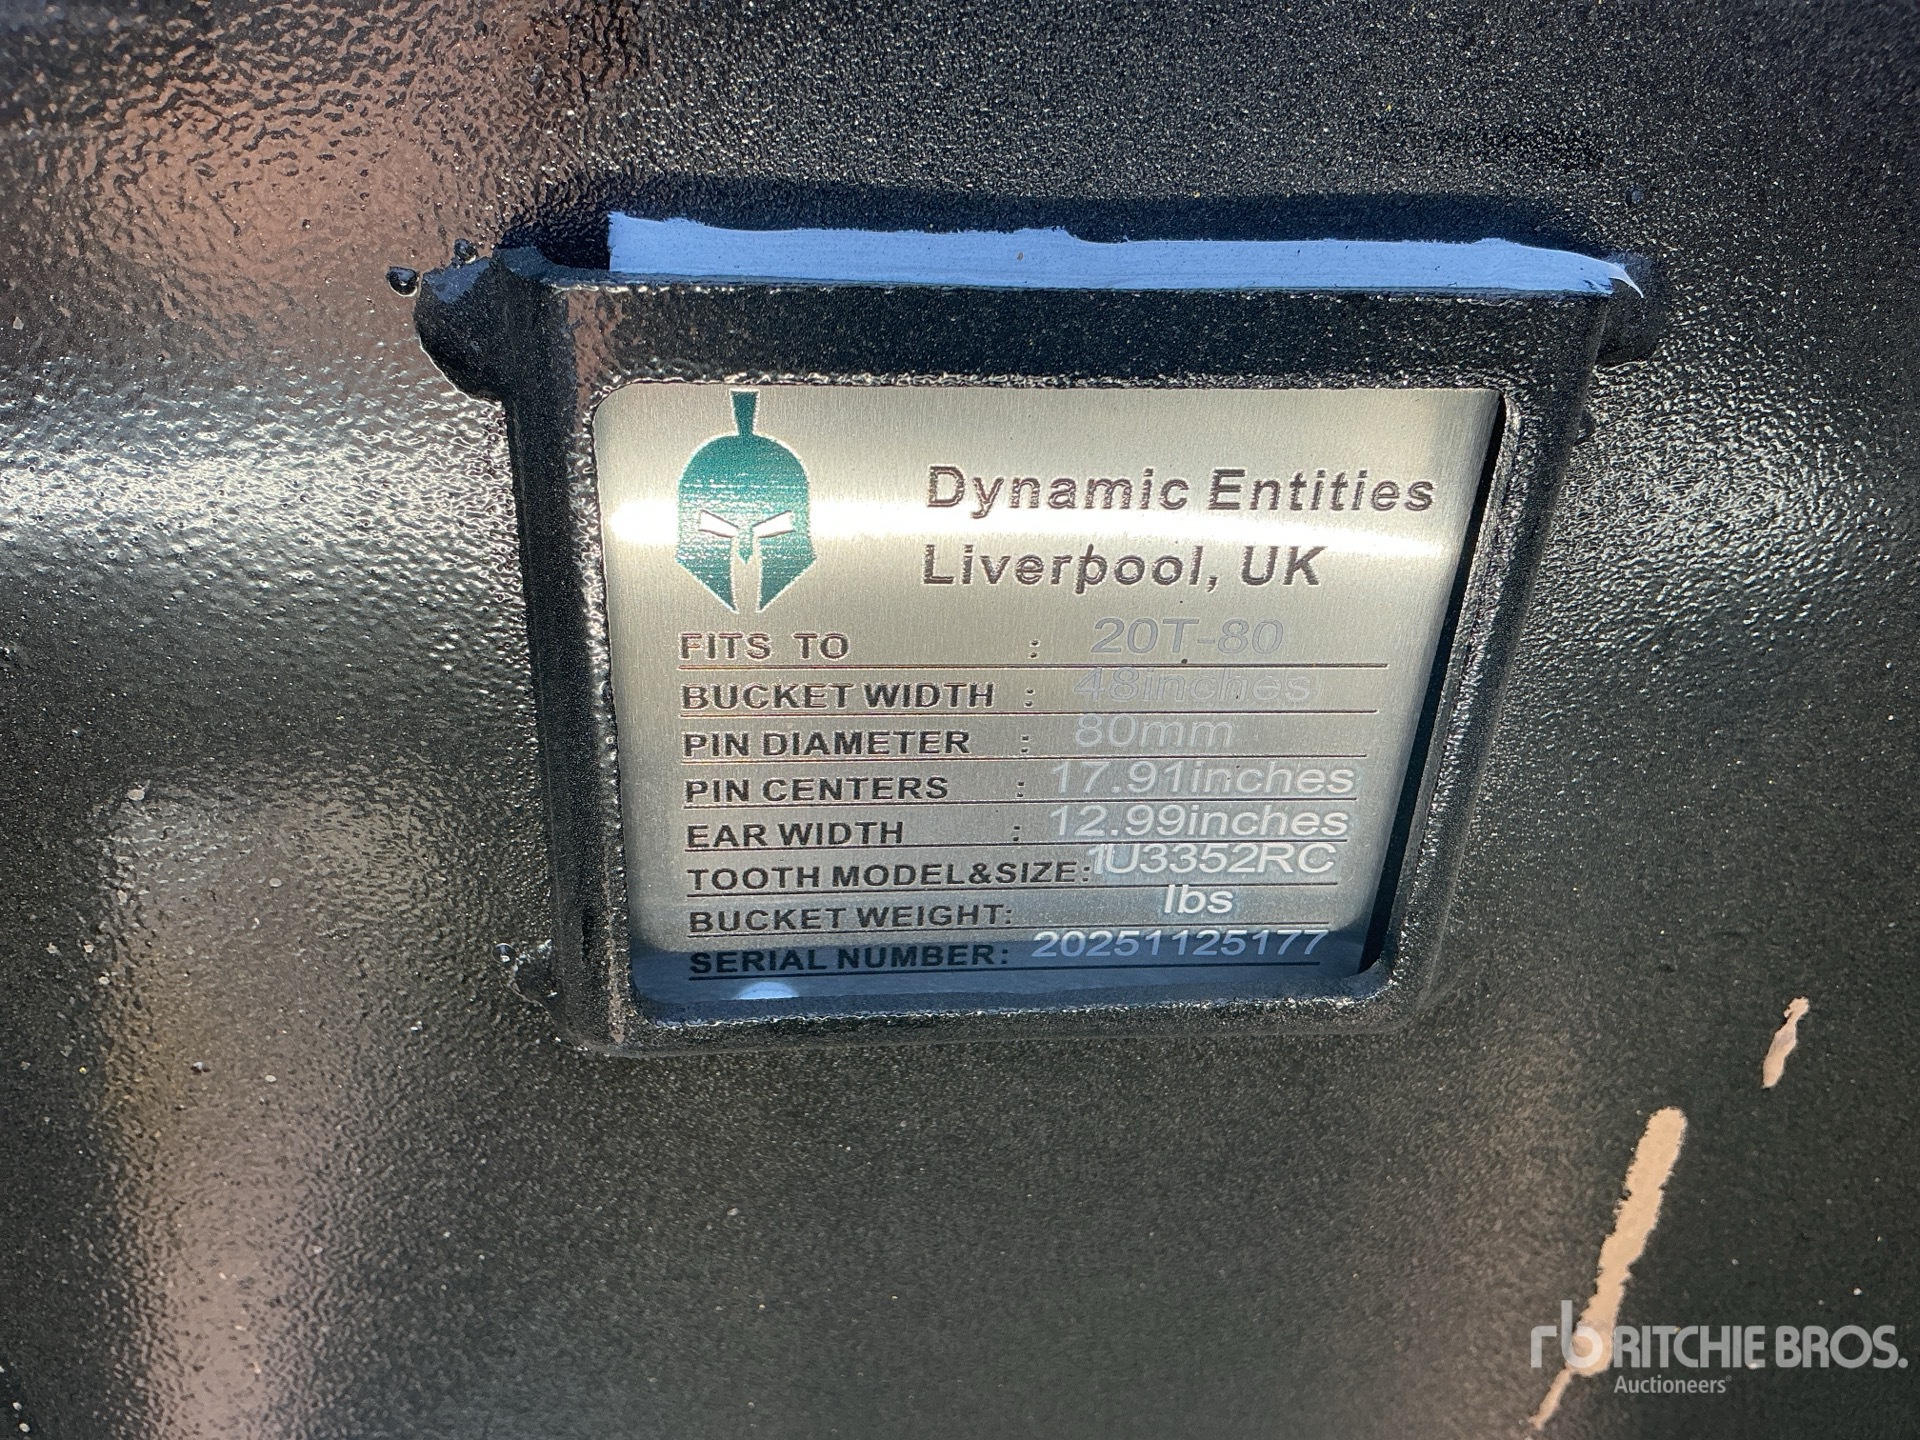 Dynamic Entities
Liverpool, UK
FITS TO : 20T-80
BUCKET WIDTH : 48inches
PIN DIAMETER : 80mm
PIN CENTERS : 17.91inches
EAR WIDTH : 12.99inches
TOOTH MODEL&SIZE: 1U3352RC
BUCKET WEIGHT: lbs
SERIAL NUMBER: 20251125177
rb RITCHIE BROS.
Auctioneers